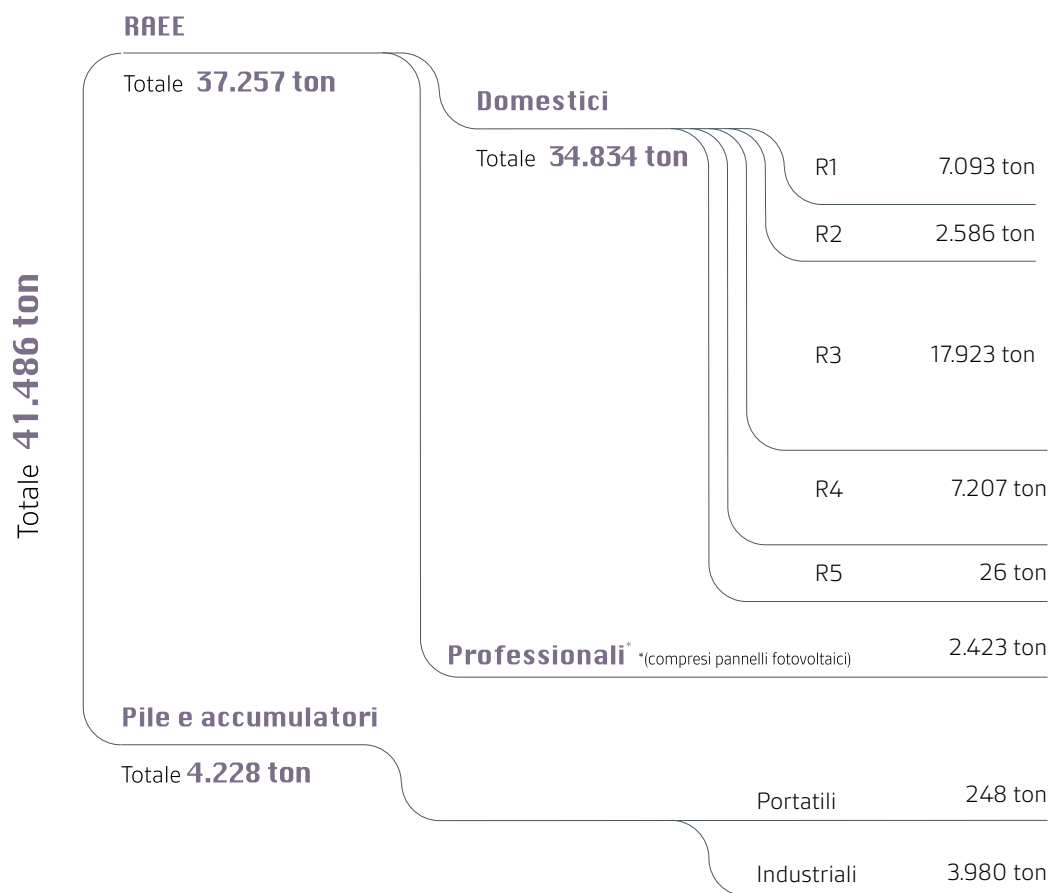 Totale 41.486 ton
RAEE
Totale 37.257 ton
Domestici
Totale 34.834 ton
R1 7.093 ton
R2 2.586 ton
R3 17.923 ton
R4 7.207 ton
R5 26 ton
Professionali* *(compresi pannelli fotovoltaici) 2.423 ton
Pile e accumulatori
Totale 4.228 ton
Portatili 248 ton
Industriali 3.980 ton